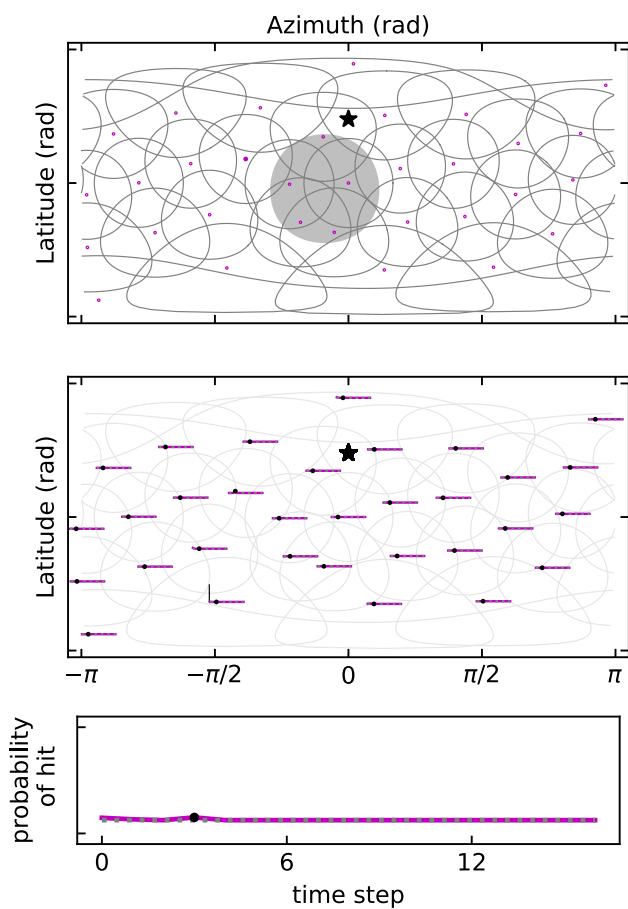 Azimuth (rad)
Latitude (rad)
Latitude (rad)
−π −π/2 0 π/2 π
probability
of hit
0 6 12
time step